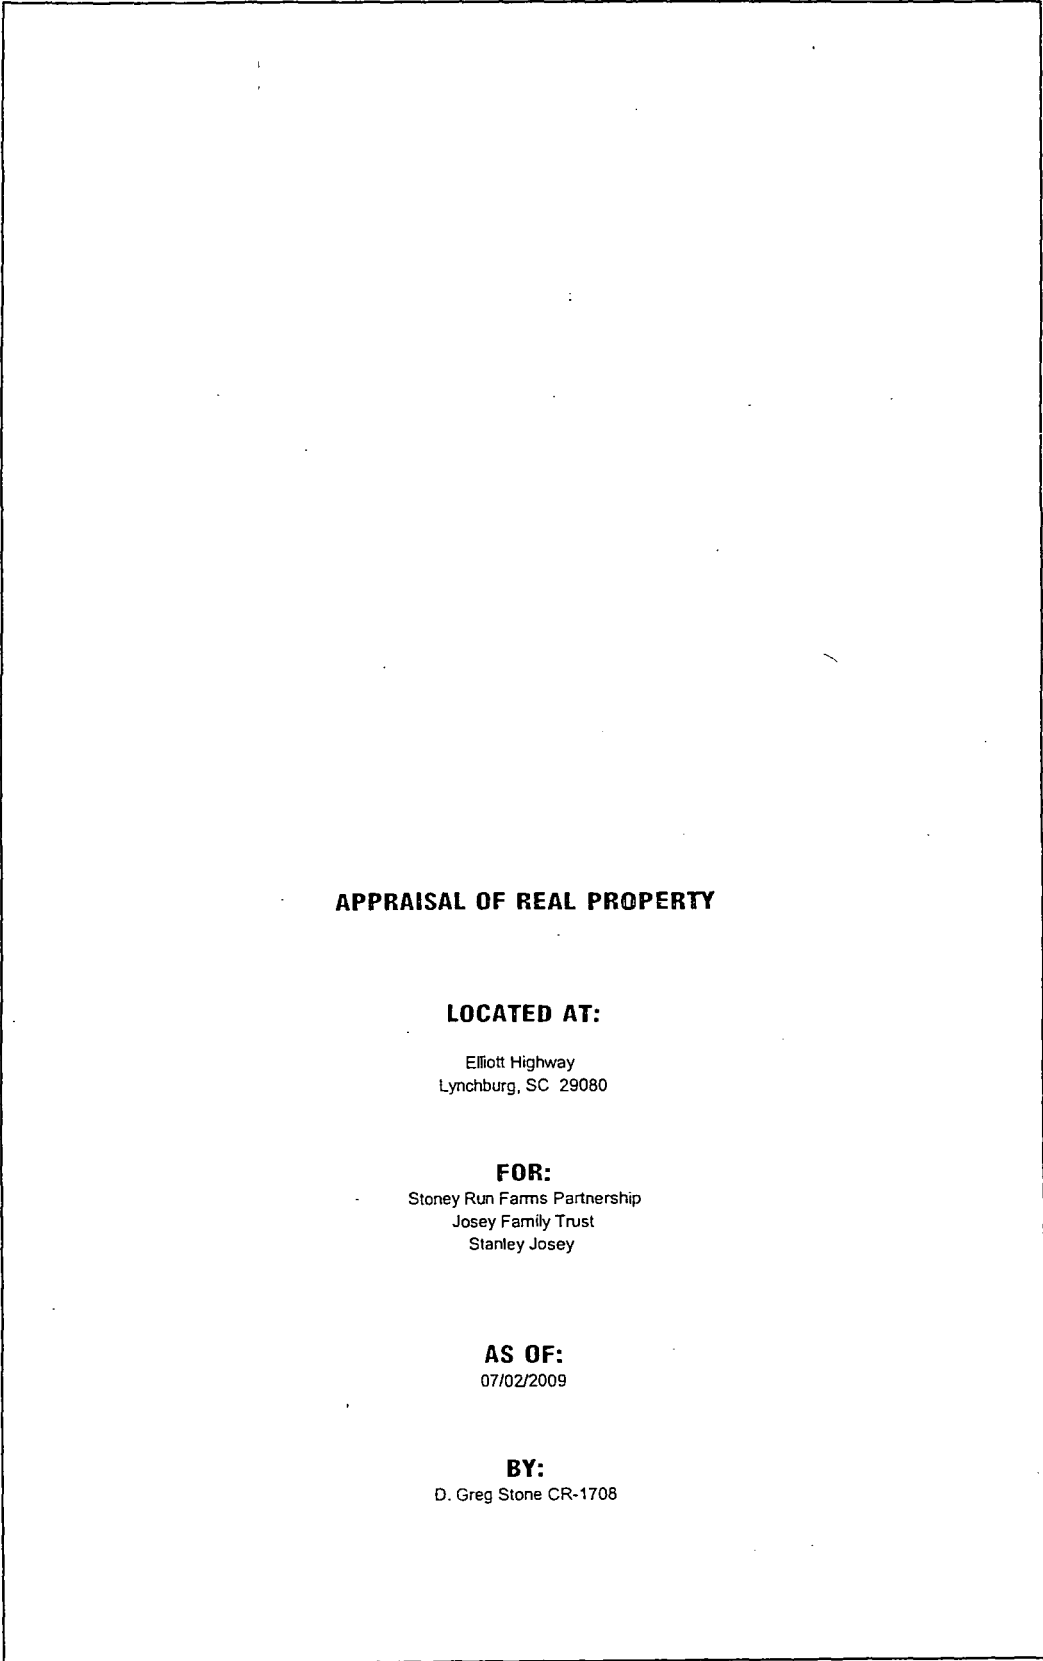 APPRAISAL OF REAL PROPERTY
LOCATED AT:
Elliott Highway
Lynchburg, SC 29080
FOR:
Stoney Run Farms Partnership
Josey Family Trust
Stanley Josey
AS OF:
07/02/2009
BY:
D. Greg Stone CR-1708